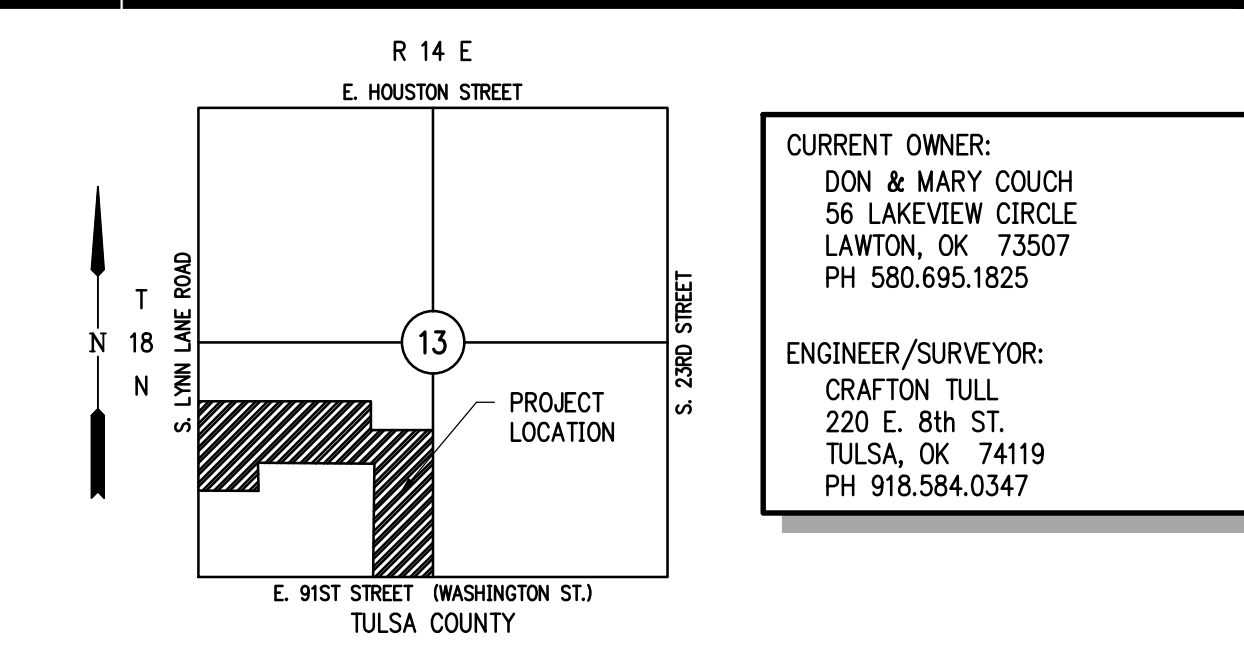 R 14 E
E. HOUSTON STREET
T
18
N
N
S. LYNN LANE ROAD
13
S. 23RD STREET
PROJECT
LOCATION
E. 91ST STREET (WASHINGTON ST.)
TULSA COUNTY
CURRENT OWNER:
DON & MARY COUCH
56 LAKEVIEW CIRCLE
LAWTON, OK 73507
PH 580.695.1825
ENGINEER/SURVEYOR:
CRAFTON TULL
220 E. 8th ST.
TULSA, OK 74119
PH 918.584.0347